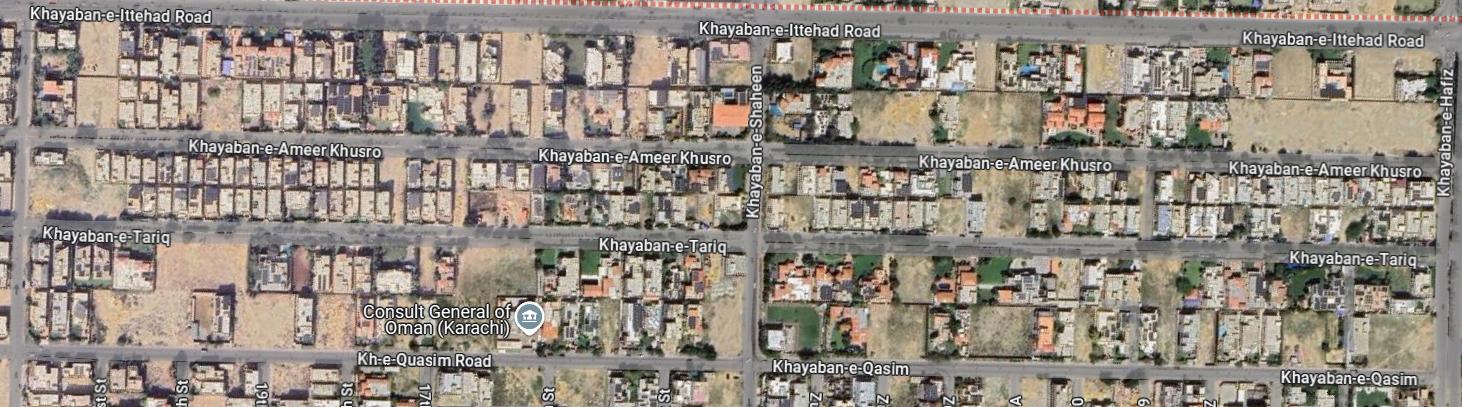 Khayaban-e-Ittehad Road
Khayaban-e-Ittehad Road
Khayaban-e-Ittehad Road
Khayaban-e-Shaheen
Khayaban-e-Hafiz
Khayaban-e-Ameer Khusro
Khayaban-e-Ameer Khusro
Khayaban-e-Ameer Khusro
Khayaban-e-Ameer Khusro
Khayaban-e-Tariq
Khayaban-e-Tariq
Khayaban-e-Tariq
Consult General of
Oman (Karachi)
Kh-e-Quasim Road
Khayaban-e-Qasim
Khayaban-e-Qasim
St
St
St